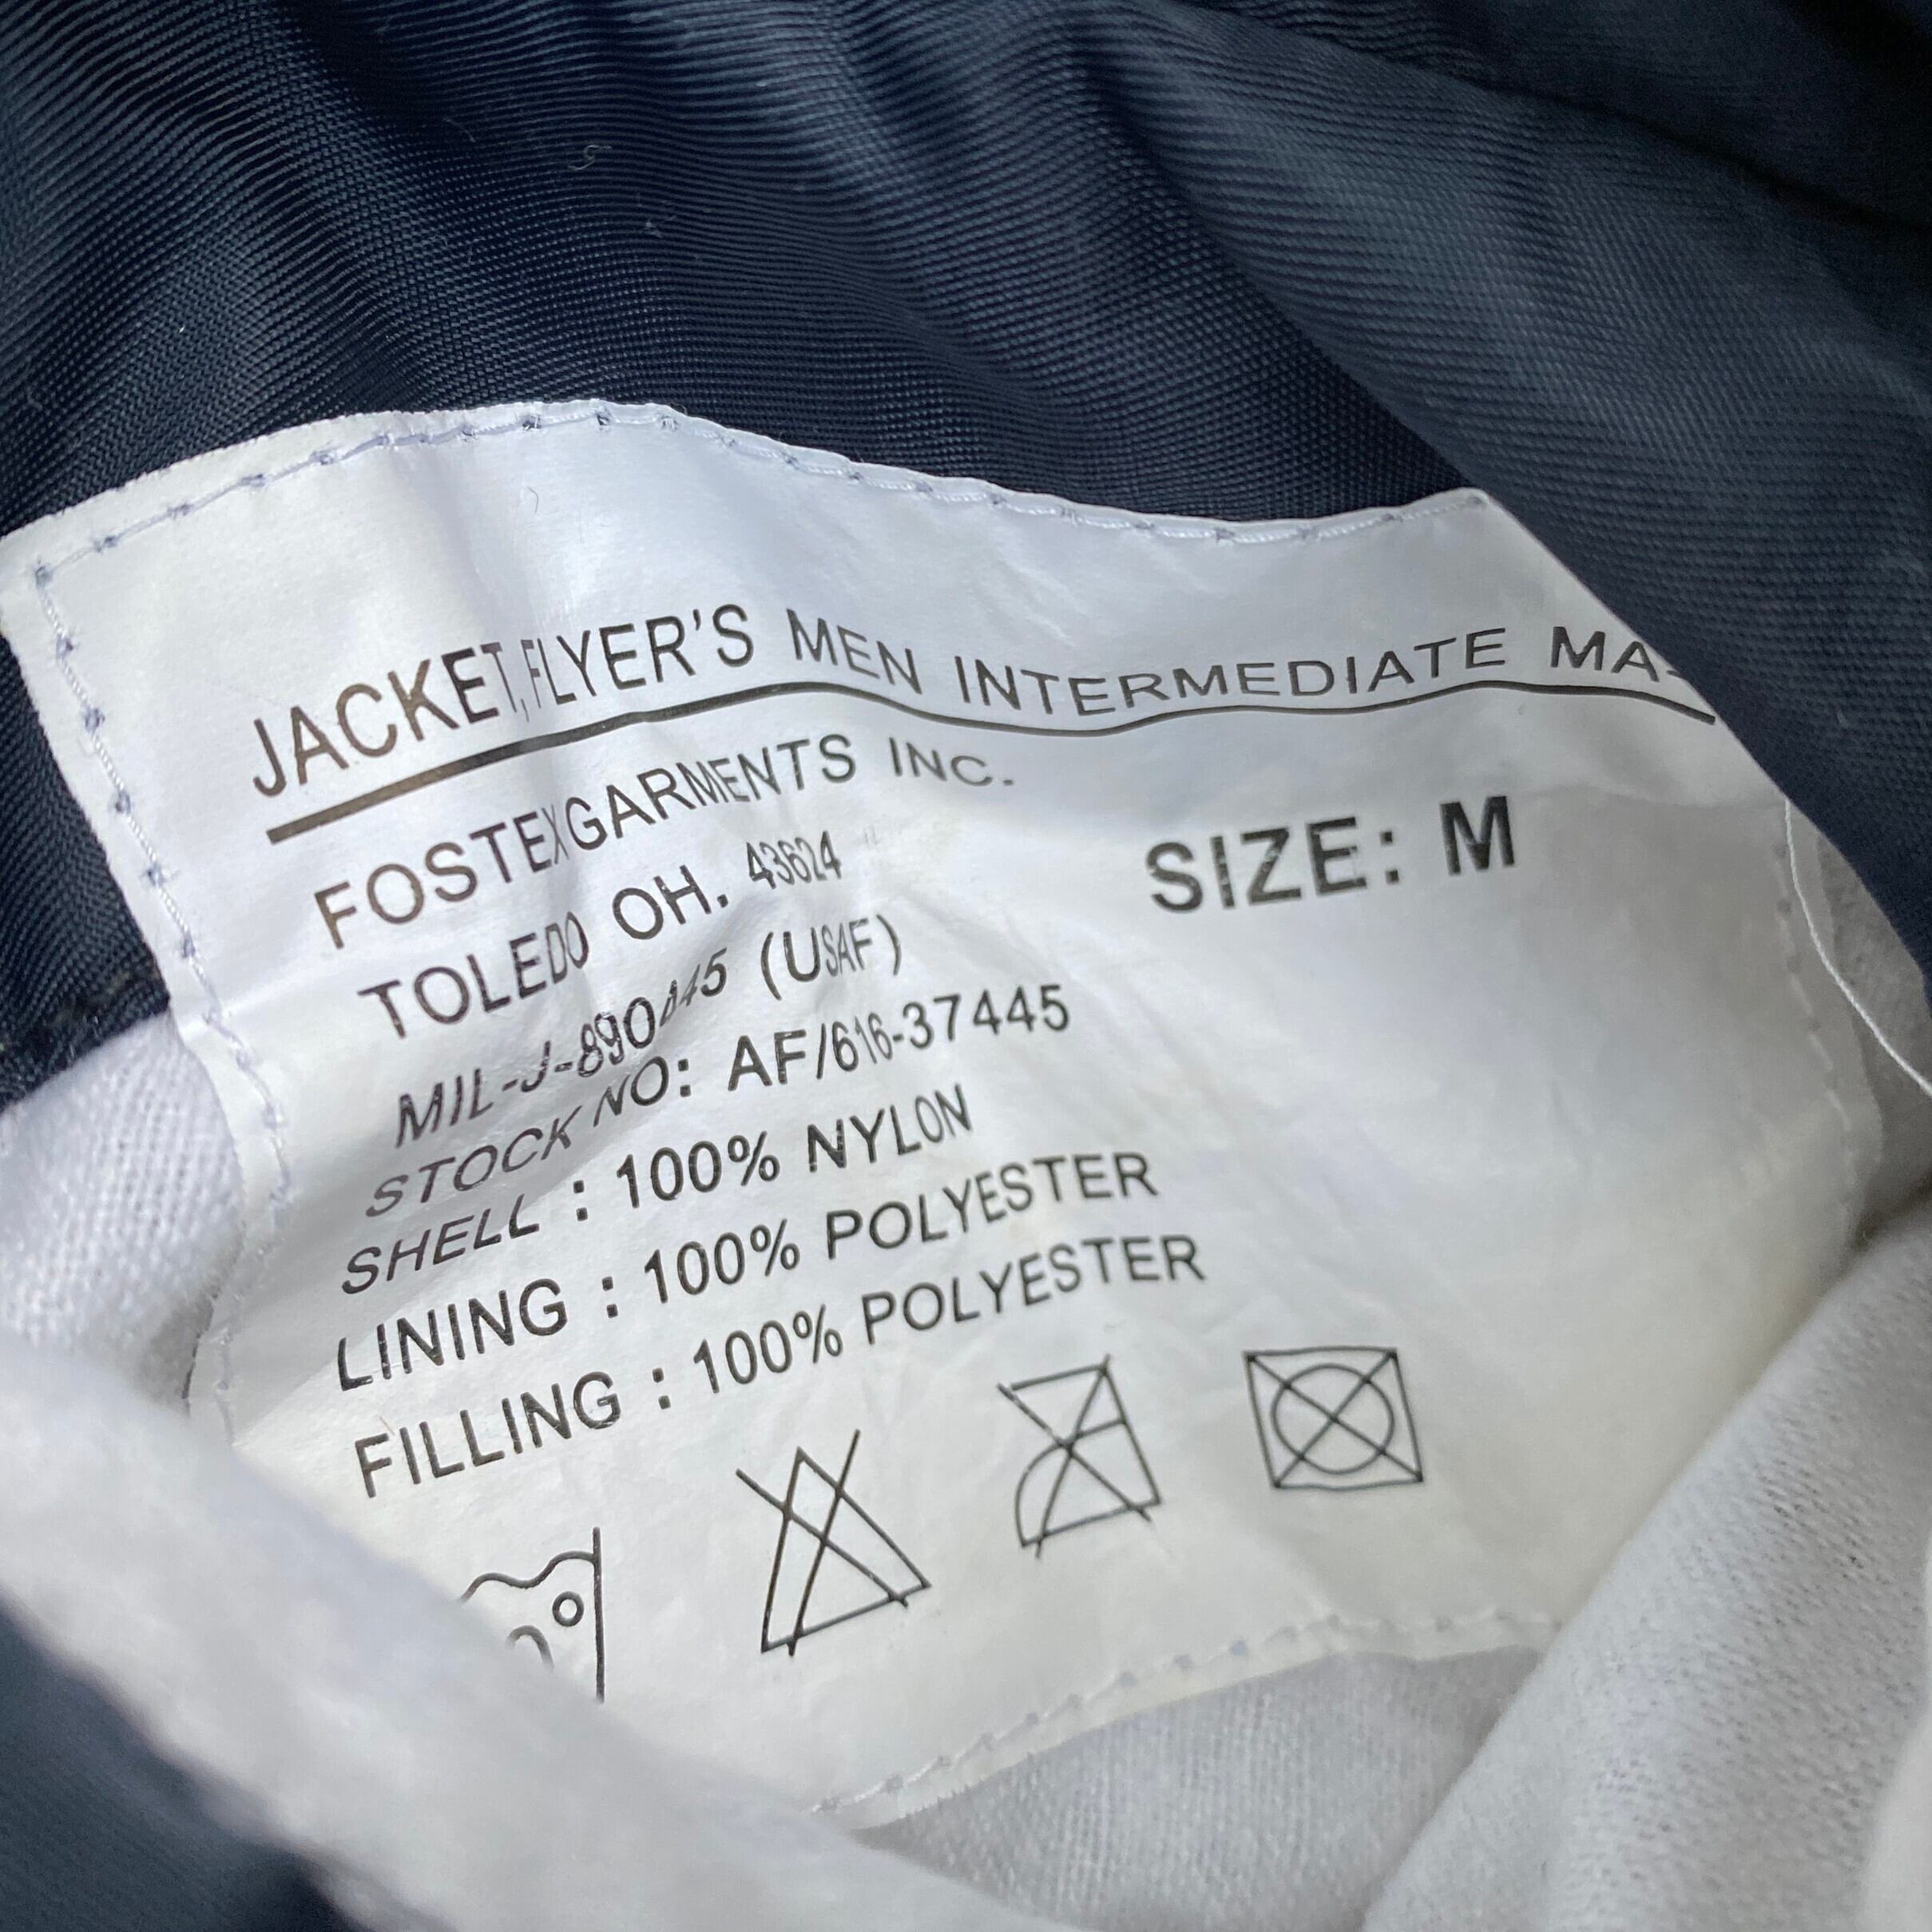 JACKET, FLYER'S MEN INTERMEDIATE MA-
FOSTEX GARMENTS INC.
TOLEDO OH. 43624
SIZE: M
MIL-J-890445 (USAF)
STOCK NO: AF/616-37445
SHELL : 100% NYLON
LINING : 100% POLYESTER
FILLING : 100% POLYESTER